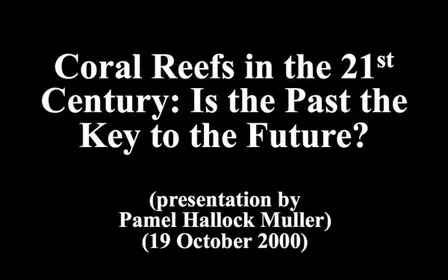 Coral Reefs in the 21st
Century: Is the Past the
Key to the Future?
(presentation by
Pamel Hallock Muller)
(19 October 2000)